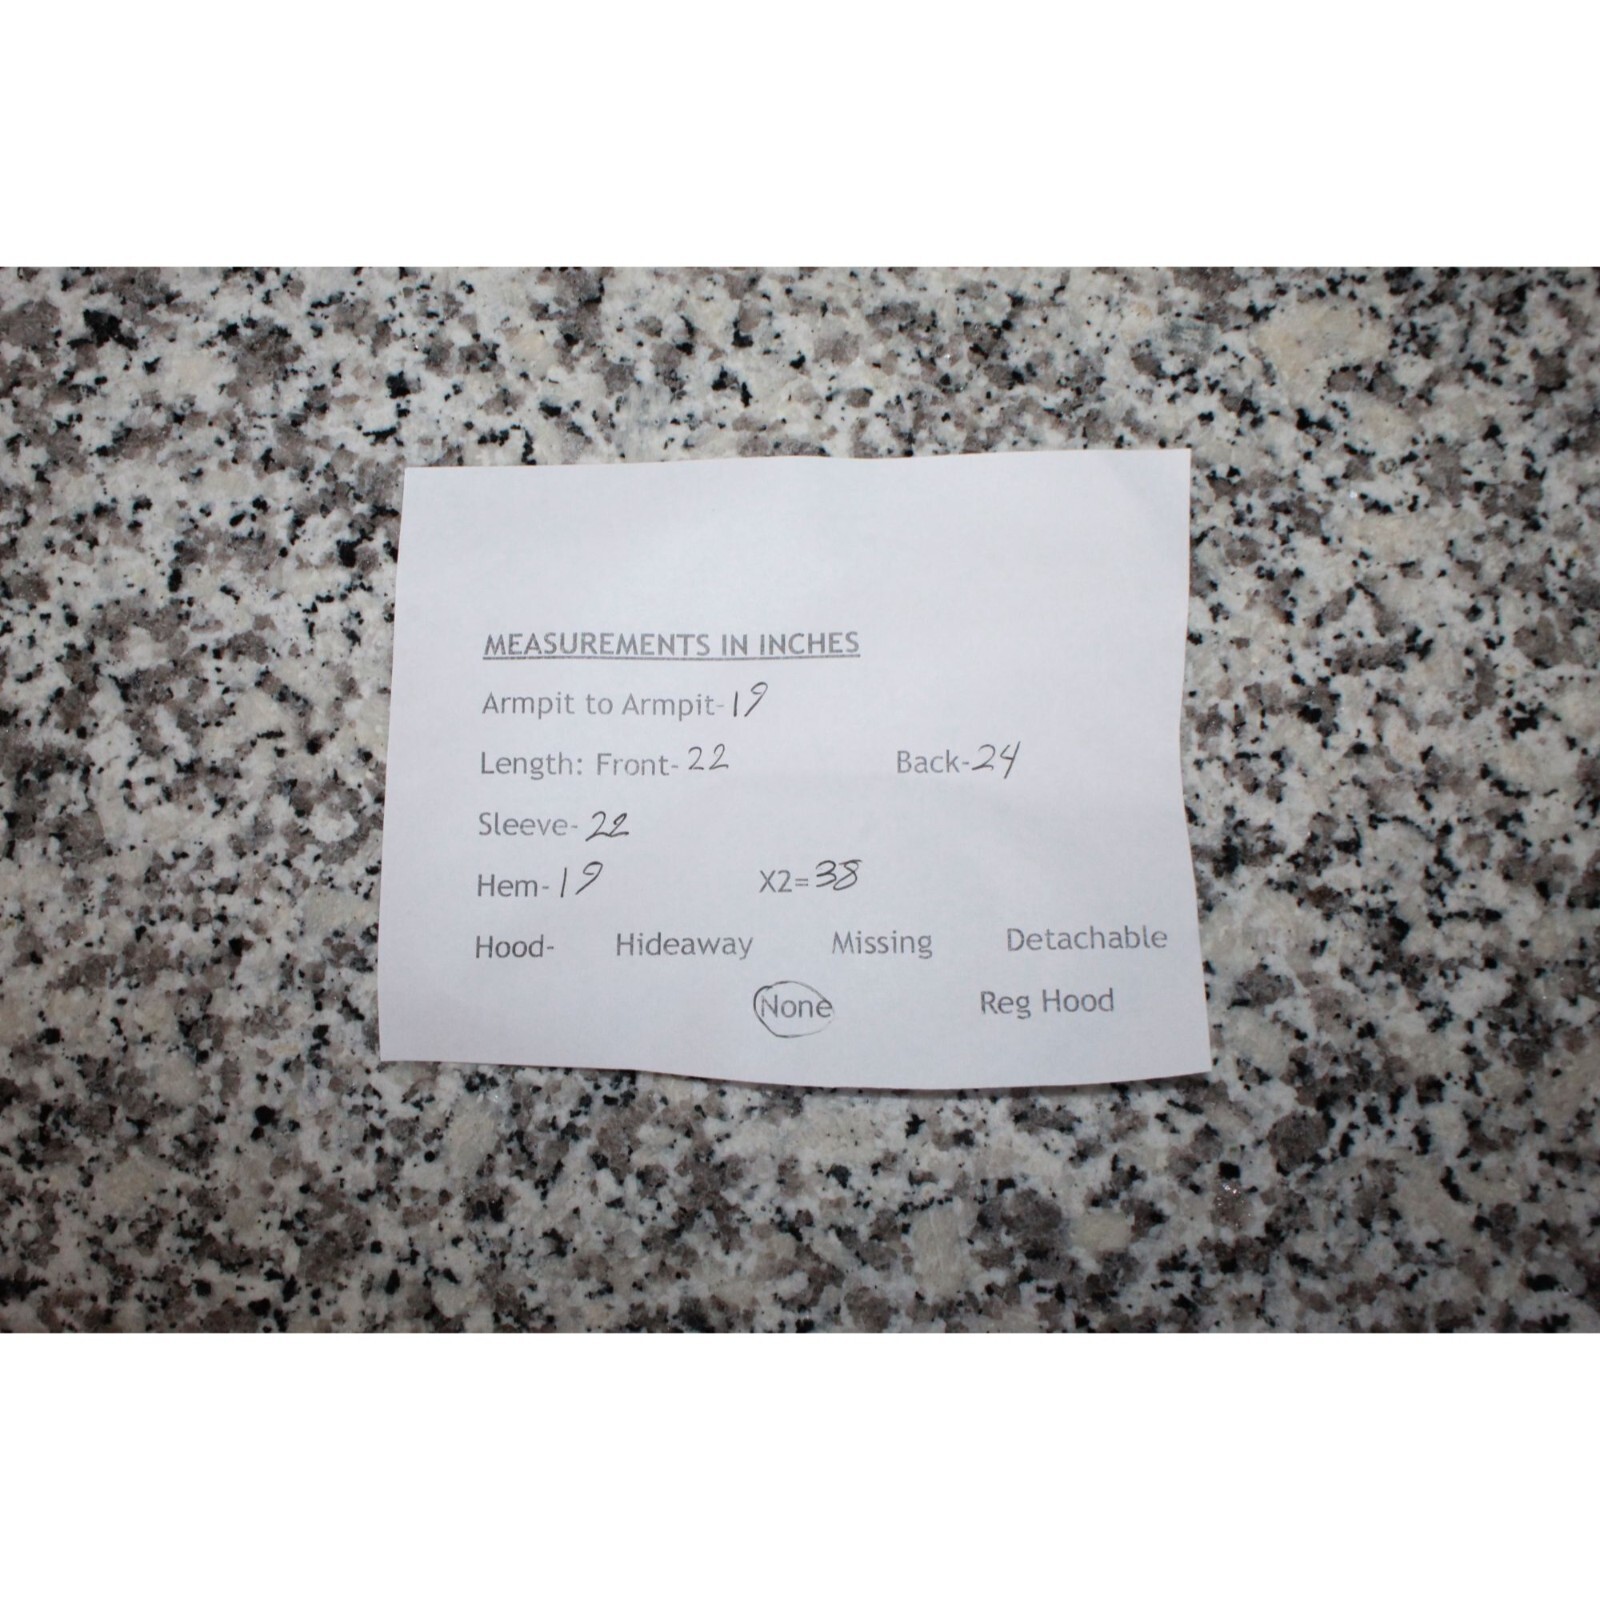 MEASUREMENTS IN INCHES
Armpit to Armpit-19
Length: Front-22 Back-24
Sleeve-22
Hem-19 X2=38
Hood- Hideaway Missing Detachable
None Reg Hood